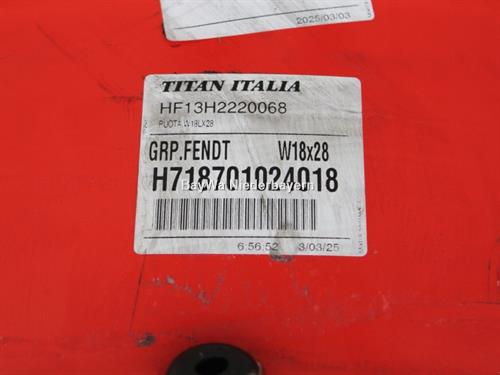 2025/03/03
TITAN ITALIA
HF13H2220068
RUOTA W18LX28
GRP.FENDT W18x28
H718701024018
BayWa Niederbayern
6:56:52 3/03/25